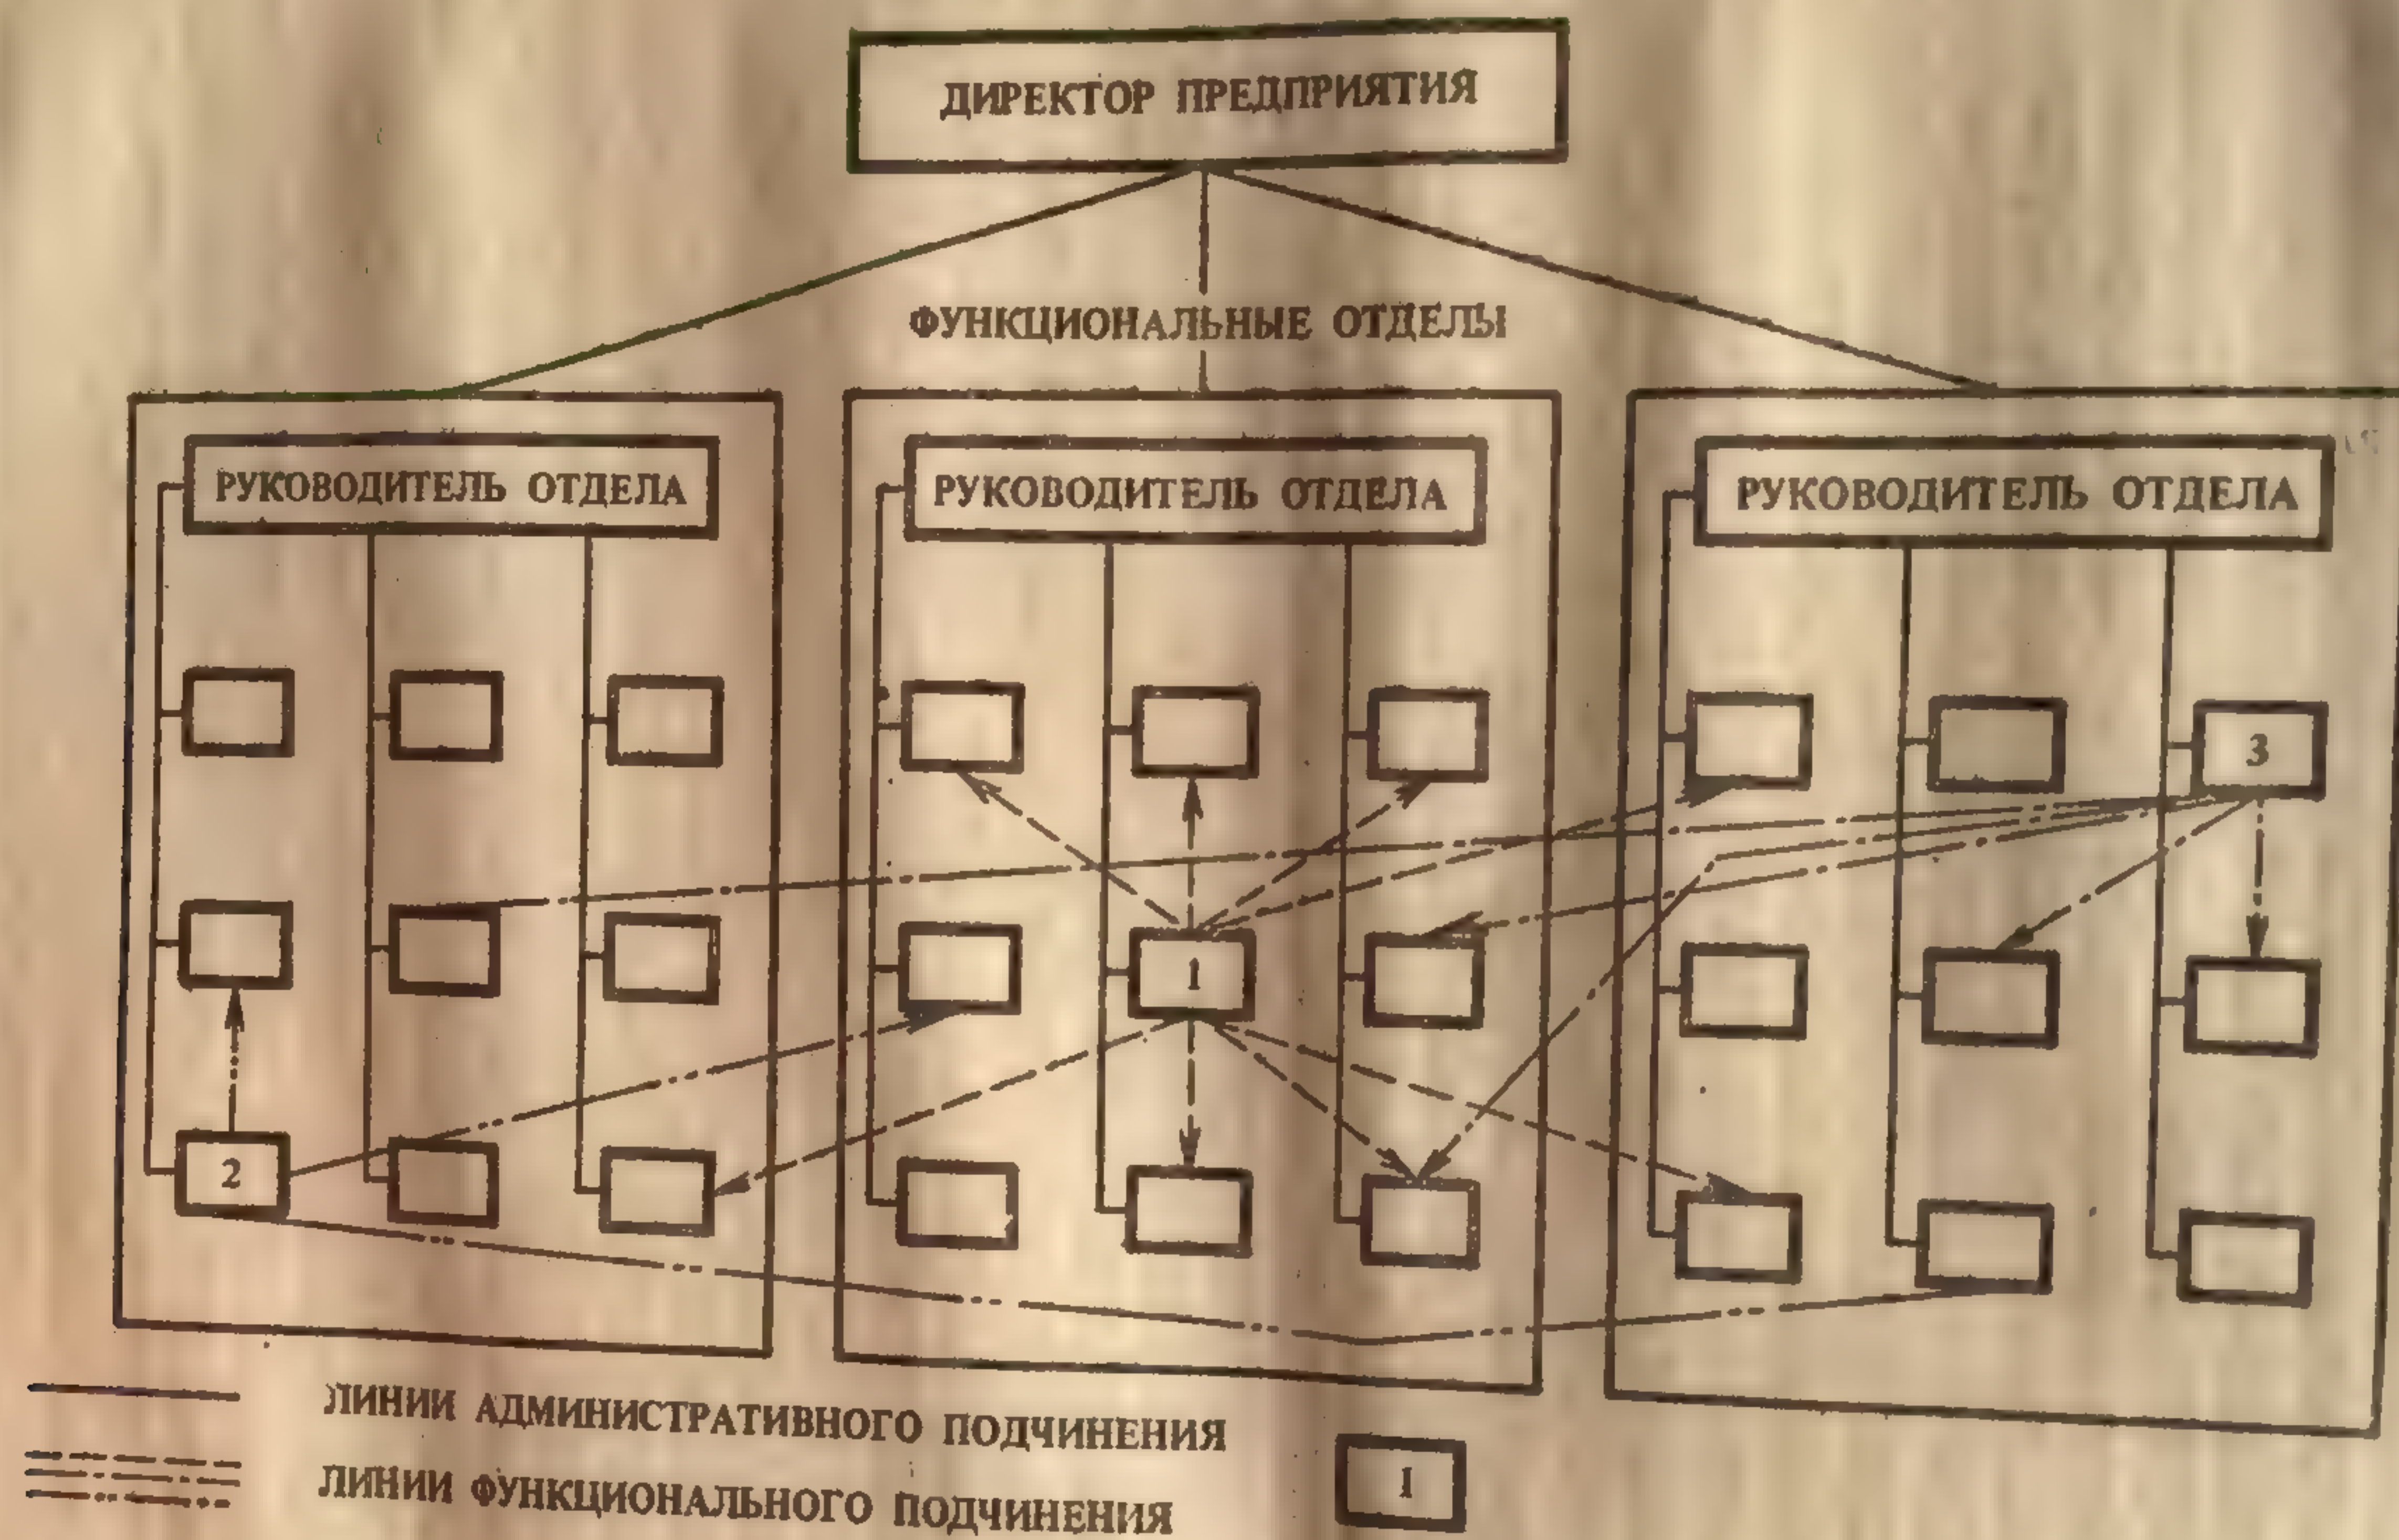 ДИРЕКТОР ПРЕДПРИЯТИЯ
ФУНКЦИОНАЛЬНЫЕ ОТДЕЛЫ
РУКОВОДИТЕЛЬ ОТДЕЛА
РУКОВОДИТЕЛЬ ОТДЕЛА
РУКОВОДИТЕЛЬ ОТДЕЛА
3
1
2
ЛИНИИ АДМИНИСТРАТИВНОГО ПОДЧИНЕНИЯ
ЛИНИИ ФУНКЦИОНАЛЬНОГО ПОДЧИНЕНИЯ
1